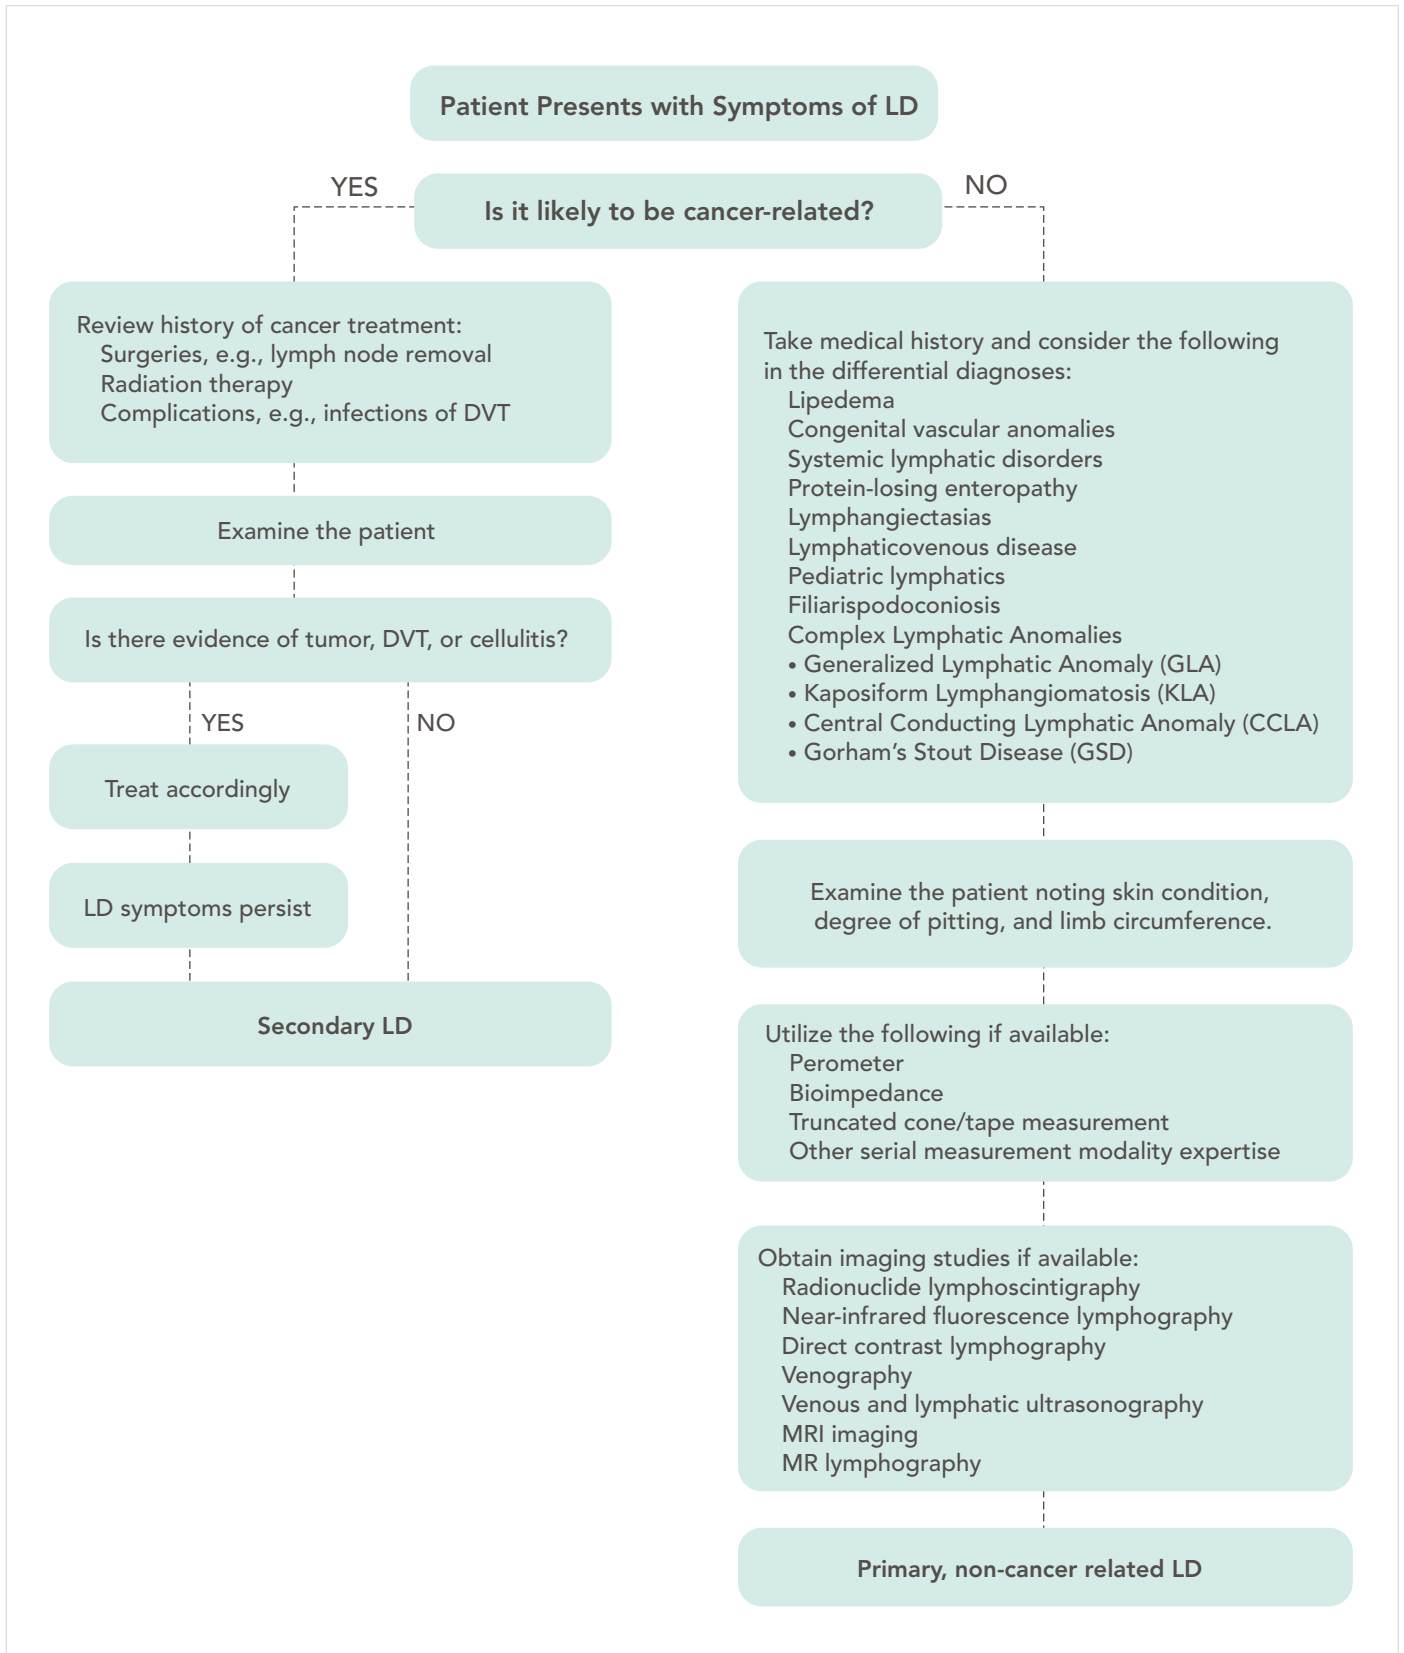 Patient Presents with Symptoms of LD
Is it likely to be cancer-related?
YES
NO
Review history of cancer treatment:
Surgeries, e.g., lymph node removal
Radiation therapy
Complications, e.g., infections of DVT
Examine the patient
Is there evidence of tumor, DVT, or cellulitis?
YES
NO
Treat accordingly
LD symptoms persist
Secondary LD
Take medical history and consider the following
in the differential diagnoses:
Lipedema
Congenital vascular anomalies
Systemic lymphatic disorders
Protein-losing enteropathy
Lymphangiectasias
Lymphaticovenous disease
Pediatric lymphatics
Filarispodoconiosis
Complex Lymphatic Anomalies
• Generalized Lymphatic Anomaly (GLA)
• Kaposiform Lymphangiomatosis (KLA)
• Central Conducting Lymphatic Anomaly (CCLA)
• Gorham’s Stout Disease (GSD)
Examine the patient noting skin condition,
degree of pitting, and limb circumference.
Utilize the following if available:
Perometer
Bioimpedance
Truncated cone/tape measurement
Other serial measurement modality expertise
Obtain imaging studies if available:
Radionuclide lymphoscintigraphy
Near-infrared fluorescence lymphography
Direct contrast lymphography
Venography
Venous and lymphatic ultrasonography
MRI imaging
MR lymphography
Primary, non-cancer related LD